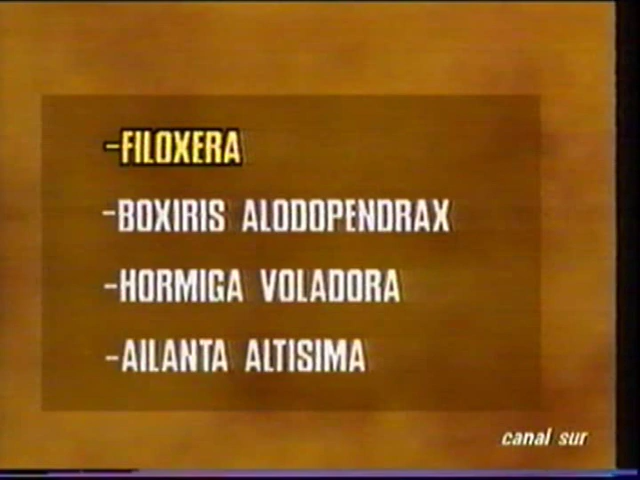 -FILOXERA
-BOXIRIS ALODOPENDRAX
-HORMIGA VOLADORA
-AILANTA ALTISIMA
canal sur